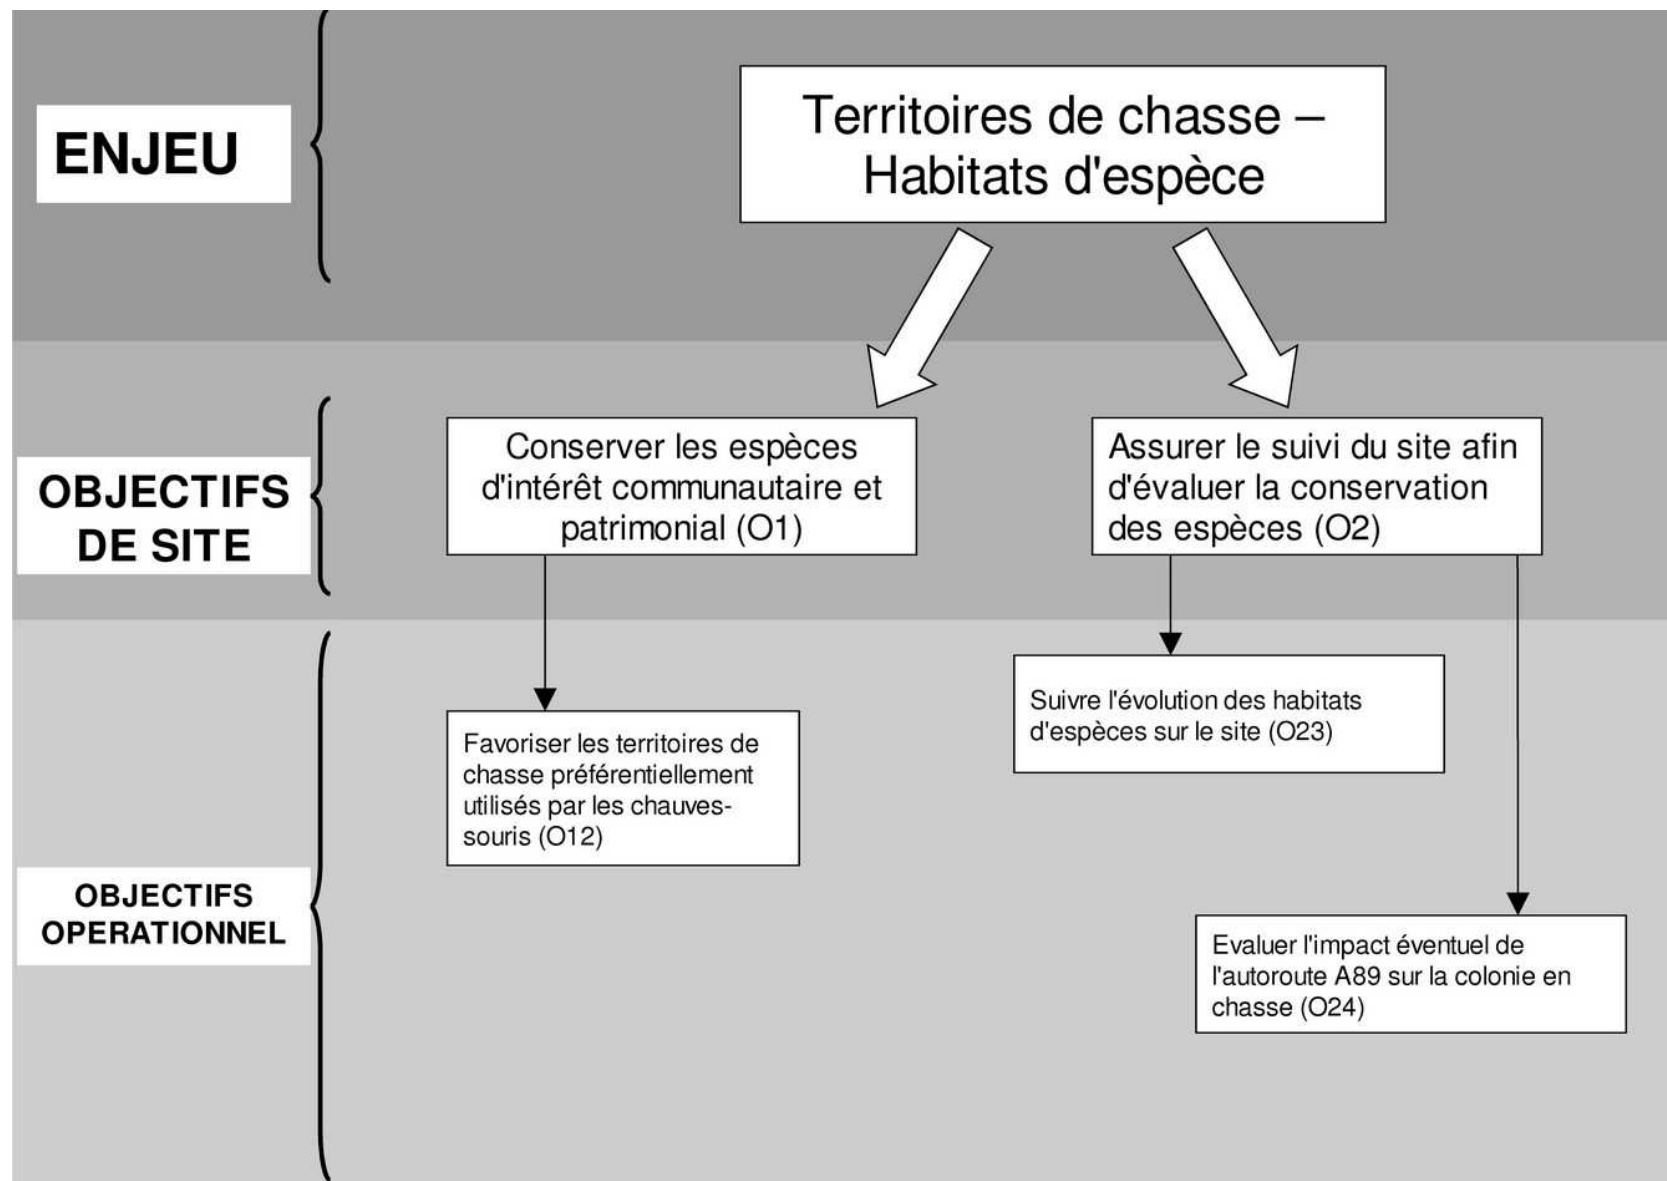 ENJEU
Territoires de chasse –
Habitats d'espèce
OBJECTIFS
DE SITE
Conserver les espèces
d'intérêt communautaire et
patrimonial (O1)
Assurer le suivi du site afin
d'évaluer la conservation
des espèces (O2)
OBJECTIFS
OPERATIONNEL
Favoriser les territoires de
chasse préférentiellement
utilisés par les chauves-
souris (O12)
Suivre l'évolution des habitats
d'espèces sur le site (O23)
Evaluer l'impact éventuel de
l'autoroute A89 sur la colonie en
chasse (O24)